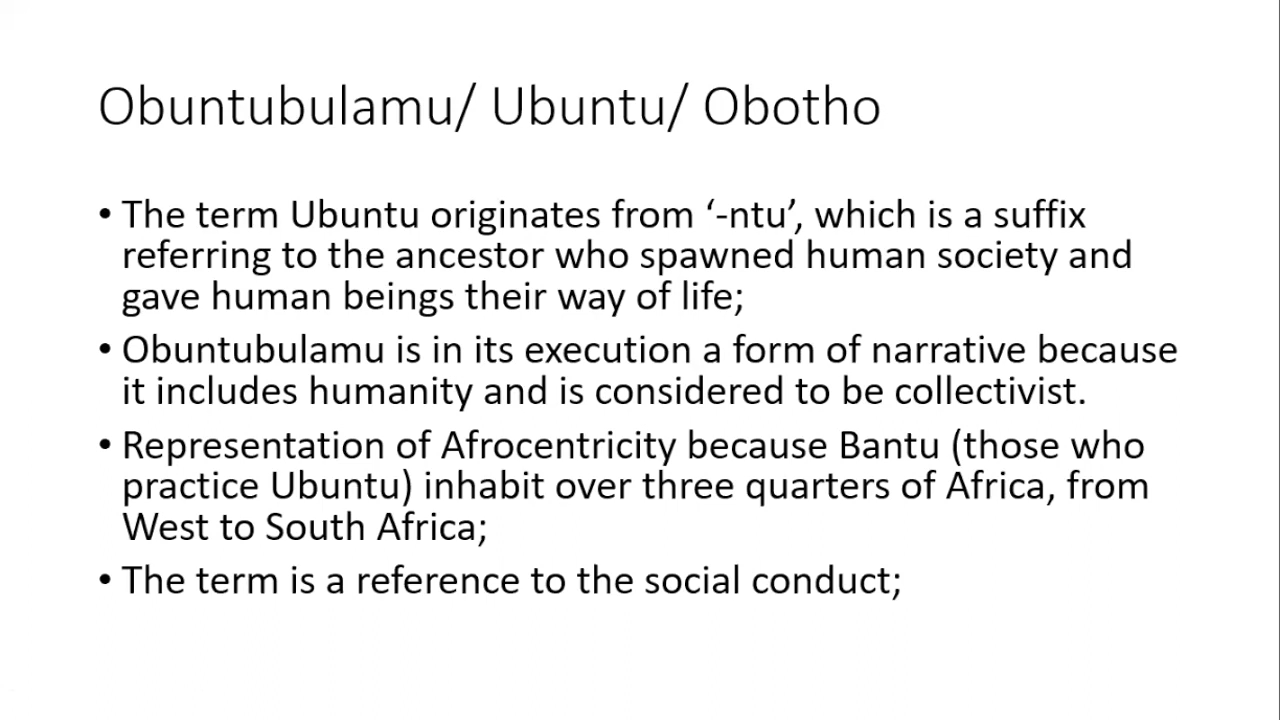 Obuntubulamu/ Ubuntu/ Obotho
• The term Ubuntu originates from ‘-ntu’, which is a suffix
referring to the ancestor who spawned human society and
gave human beings their way of life;
• Obuntubulamu is in its execution a form of narrative because
it includes humanity and is considered to be collectivist.
• Representation of Afrocentricity because Bantu (those who
practice Ubuntu) inhabit over three quarters of Africa, from
West to South Africa;
• The term is a reference to the social conduct;